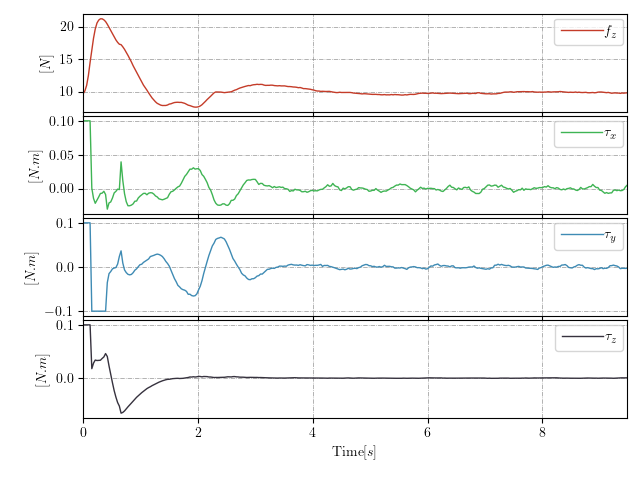 20
15
10
[N]
f_z
0.10
0.05
0.00
[N.m]
τ_x
0.1
0.0
−0.1
[N.m]
τ_y
0.1
0.0
[N.m]
τ_z
0 2 4 6 8
Time[s]